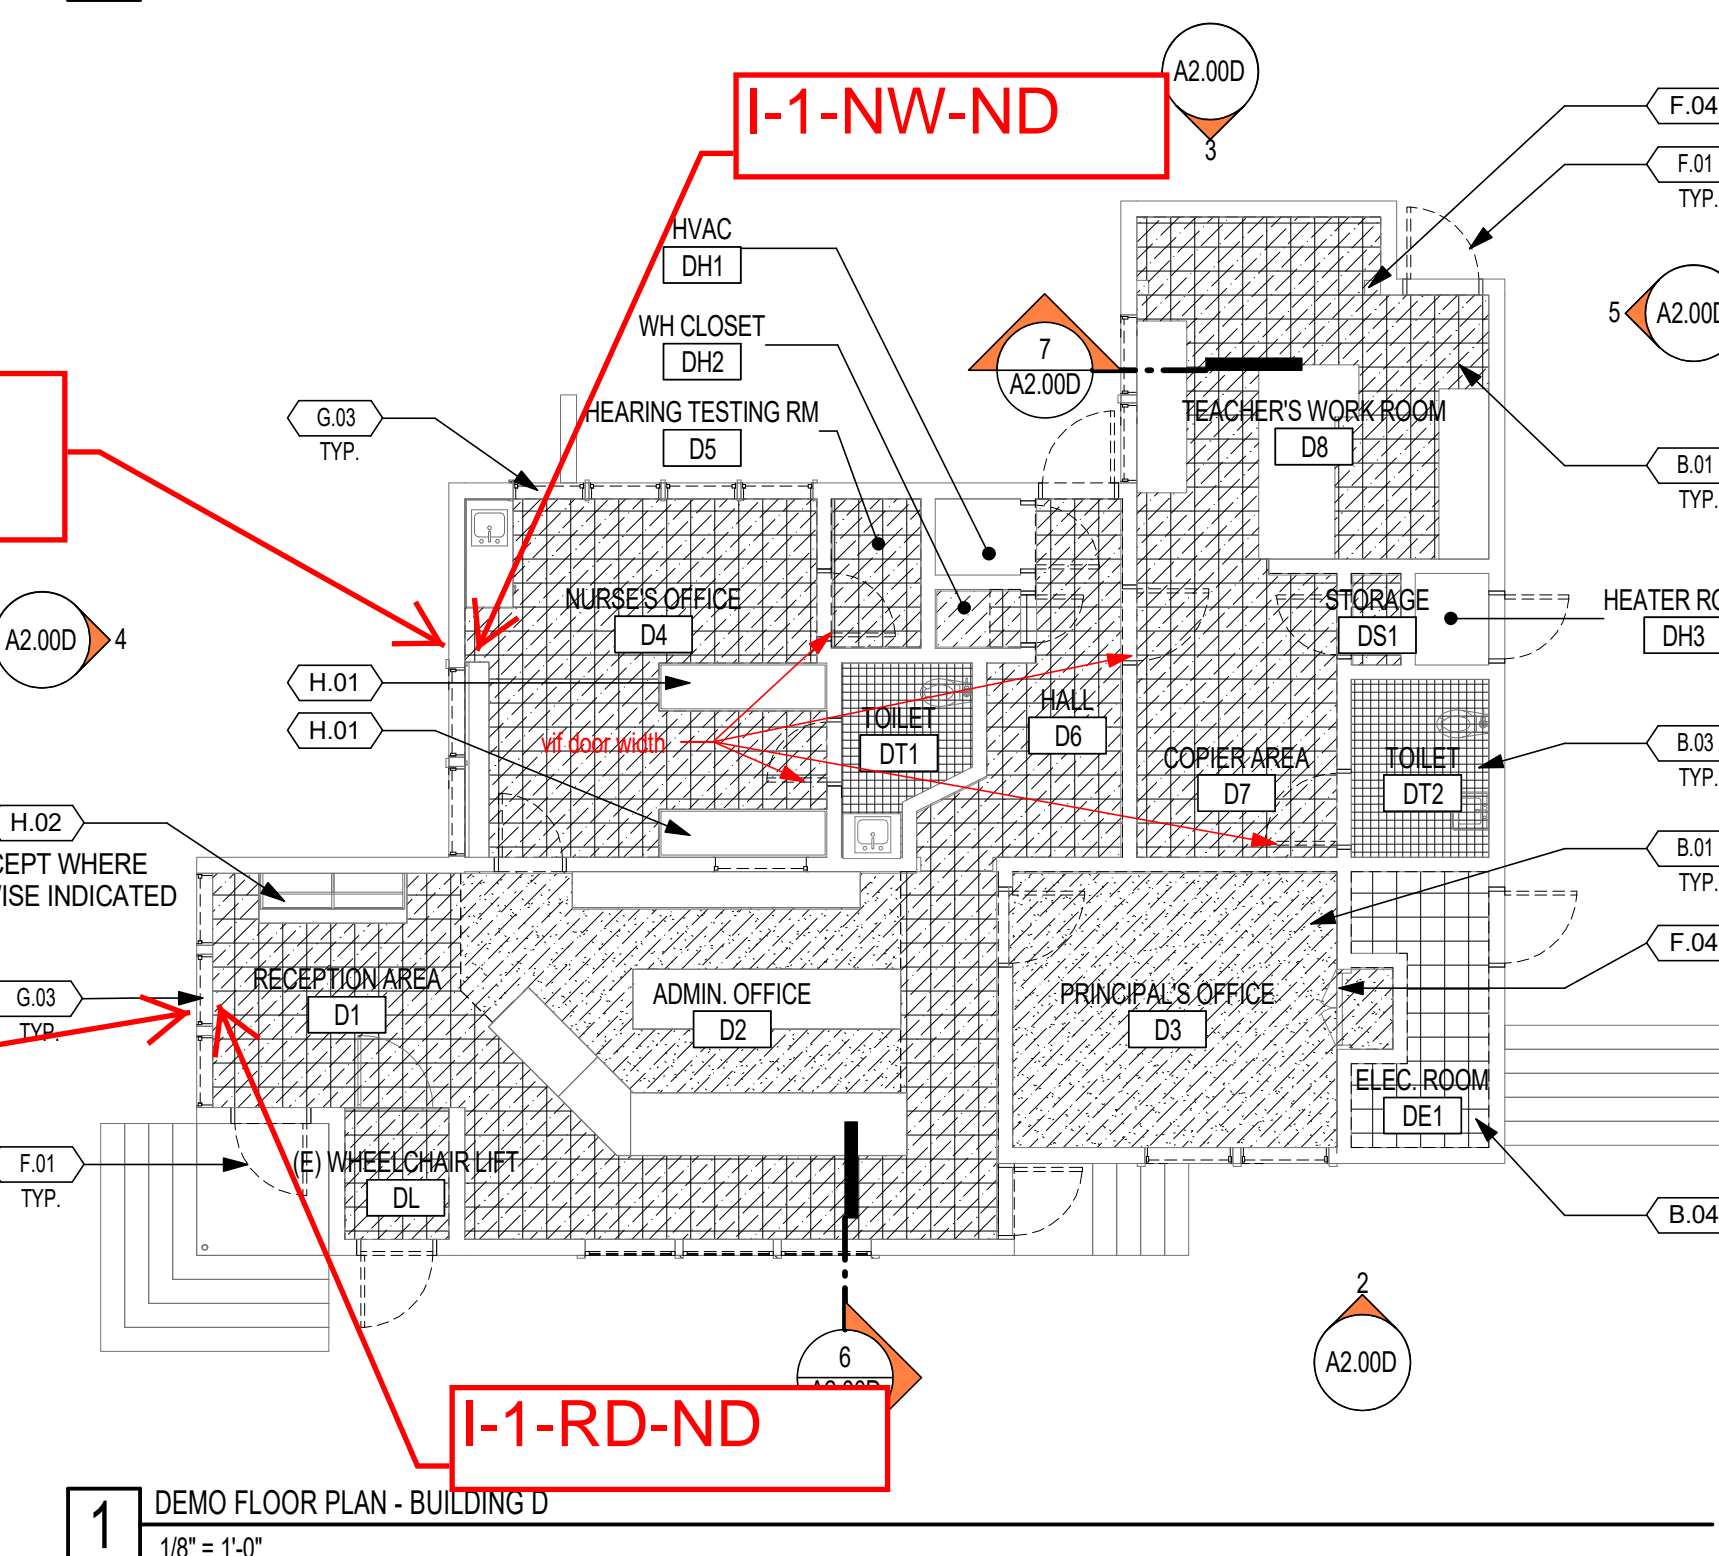 I-1-NW-ND
A2.00D
3
F.04
F.01
TYP.
HVAC
DH1
WH CLOSET
DH2
HEARING TESTING RM
D5
7
A2.00D
5
A2.00D
G.03
TYP.
TEACHER'S WORK ROOM
D8
B.01
TYP.
A2.00D
4
NURSE'S OFFICE
D4
STORAGE
DS1
HEATER RO
DH3
H.01
H.01
vif door width
TOILET
DT1
HALL
D6
COPIER AREA
D7
TOILET
DT2
B.03
TYP.
H.02
CEPT WHERE
WISE INDICATED
B.01
TYP.
F.04
G.03
TYP.
RECEPTION AREA
D1
ADMIN. OFFICE
D2
PRINCIPAL'S OFFICE
D3
ELEC. ROOM
DE1
F.01
TYP.
(E) WHEELCHAIR LIFT
DL
B.04
2
A2.00D
6
A2.00D
I-1-RD-ND
1
DEMO FLOOR PLAN - BUILDING D
1/8" = 1'-0"